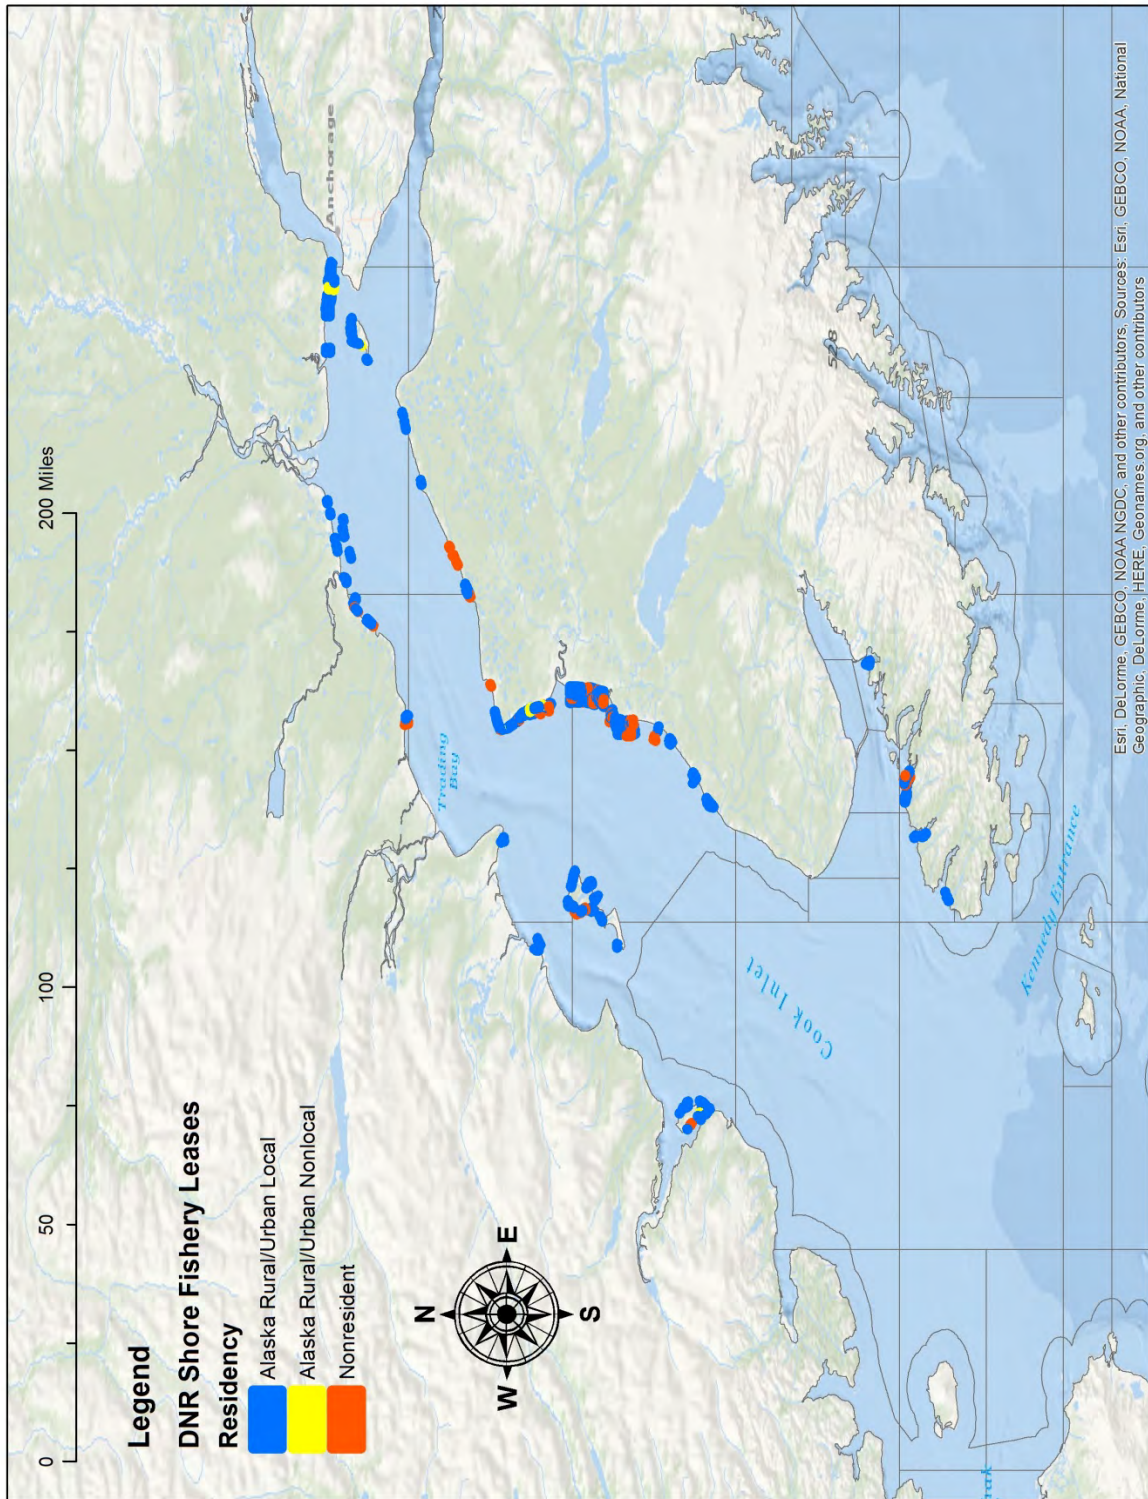 0
50
100
200 Miles
Legend
DNR Shore Fishery Leases
Residency
Alaska Rural/Urban Local
Alaska Rural/Urban Nonlocal
Nonresident
N
W
E
S
Anchorage
Trading
Bay
Cook Inlet
Kennedy Entrance
Esri, DeLorme, GEBCO, NOAA NGDC, and other contributors, Sources: Esri, GEBCO, NOAA, National
Geographic, DeLorme, HERE, Geonames.org, and other contributors